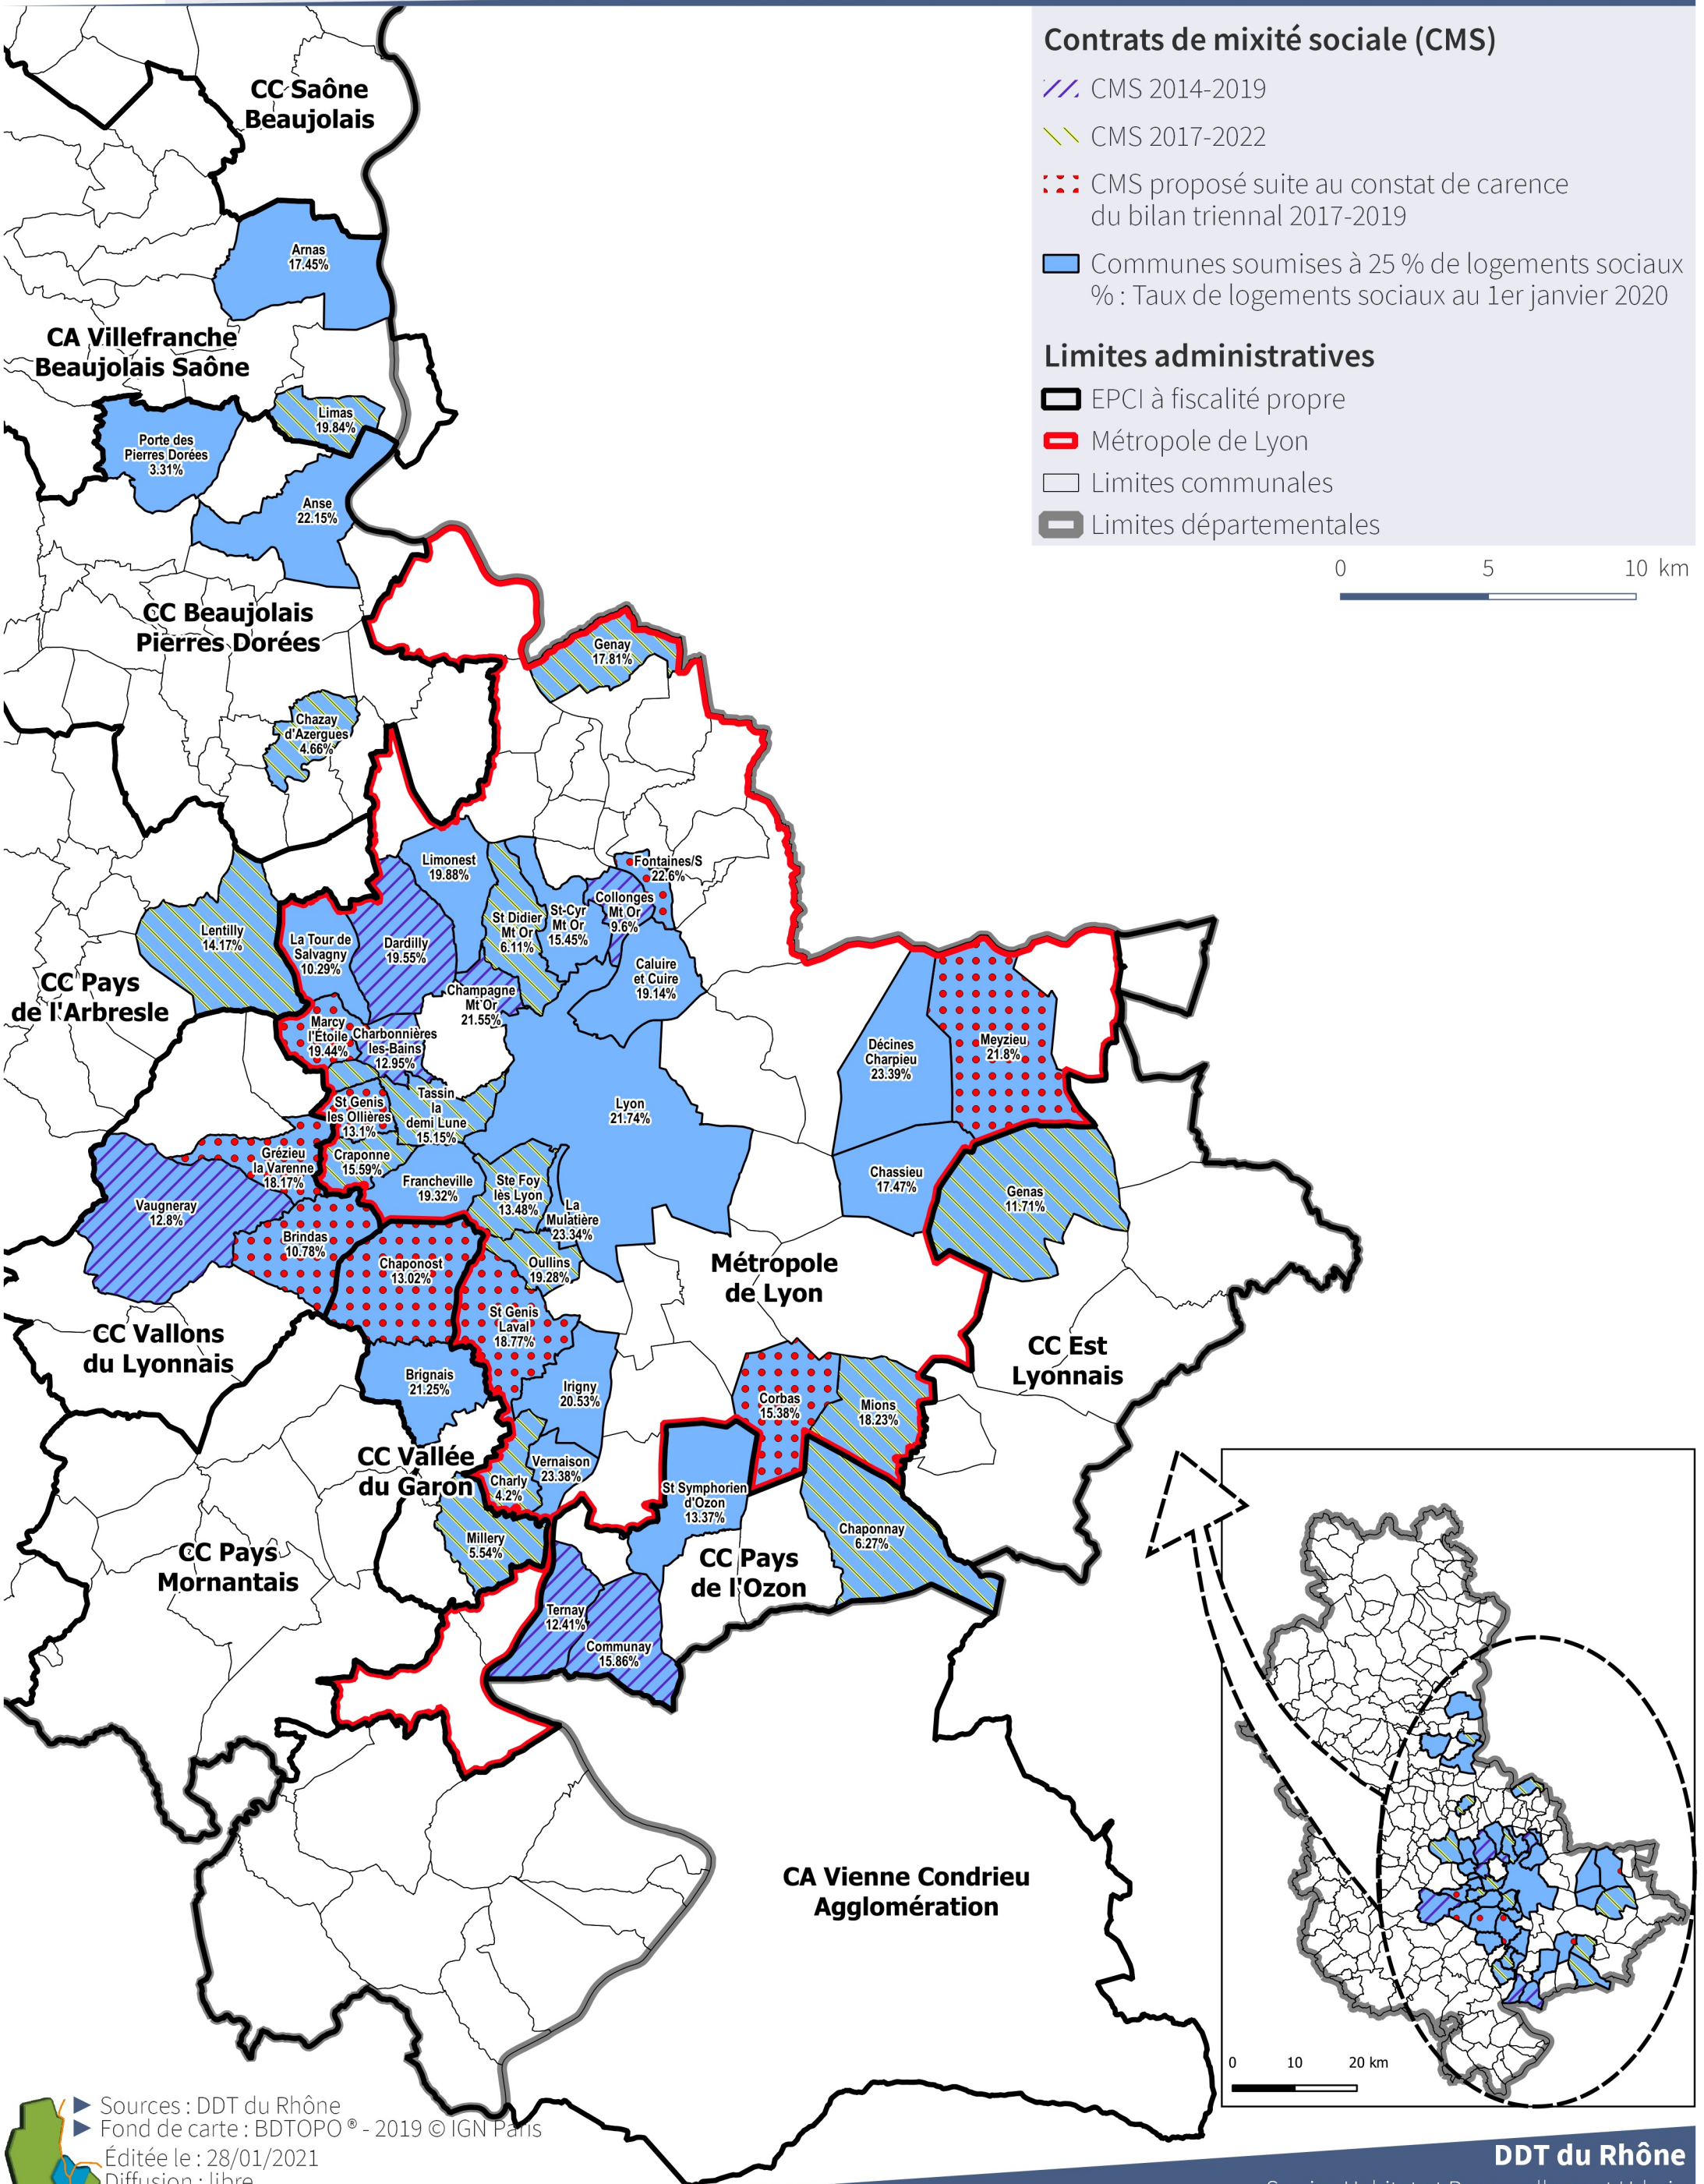 Contrats de mixité sociale (CMS)
CMS 2014-2019
CMS 2017-2022
CMS proposé suite au constat de carence
du bilan triennal 2017-2019
Communes soumises à 25 % de logements sociaux
% : Taux de logements sociaux au 1er janvier 2020
Limites administratives
EPCI à fiscalité propre
Métropole de Lyon
Limites communales
Limites départementales
0 5 10 km
CC Saône
Beaujolais
Arnas
17.45%
CA Villefranche
Beaujolais Saône
Limas
19.84%
Porte des
Pierres Dorées
3.31%
Anse
22.15%
CC Beaujolais
Pierres Dorées
Genay
17.81%
Chazay
d'Azergues
4.66%
Limonest
19.88%
Fontaines/S
22.6%
Collonges
Mt Or
9.6%
St Didier
Mt Or
6.11%
St-Cyr
Mt Or
15.45%
Lentilly
14.17%
La Tour de
Salvagny
10.29%
Dardilly
19.55%
Caluire
et Cuire
19.14%
CC Pays
de l'Arbresle
Champagne
Mt Or
21.55%
Marcy
l'Étoile
19.44%
Charbonnières
les-Bains
12.95%
Décines
Charpieu
23.39%
Meyzieu
21.8%
St Genis
les Ollières
13.1%
Tassin
la
demi Lune
15.15%
Lyon
21.74%
Grézieu
la Varenne
18.17%
Craponne
15.59%
Francheville
19.32%
Ste Foy
lès Lyon
13.48%
La
Mulatière
23.34%
Chassieu
17.47%
Genas
11.71%
Vaugneray
12.8%
Brindas
10.78%
Chaponost
13.02%
Oullins
19.28%
Métropole
de Lyon
St Genis
Laval
18.77%
CC Vallons
du Lyonnais
CC Est
Lyonnais
Brignais
21.25%
Irigny
20.53%
Corbas
15.38%
Mions
18.23%
CC Vallée
du Garon
Charly
4.2%
Vernaison
23.38%
St Symphorien
d'Ozon
13.37%
Chaponnay
6.27%
Millery
5.54%
CC Pays
Mornantais
CC Pays
de l'Ozon
Ternay
12.41%
Communay
15.86%
CA Vienne Condrieu
Agglomération
0 10 20 km
Sources : DDT du Rhône
Fond de carte : BDTOPO ® - 2019 © IGN Paris
Éditée le : 28/01/2021
Diffusion : libre
DDT du Rhône